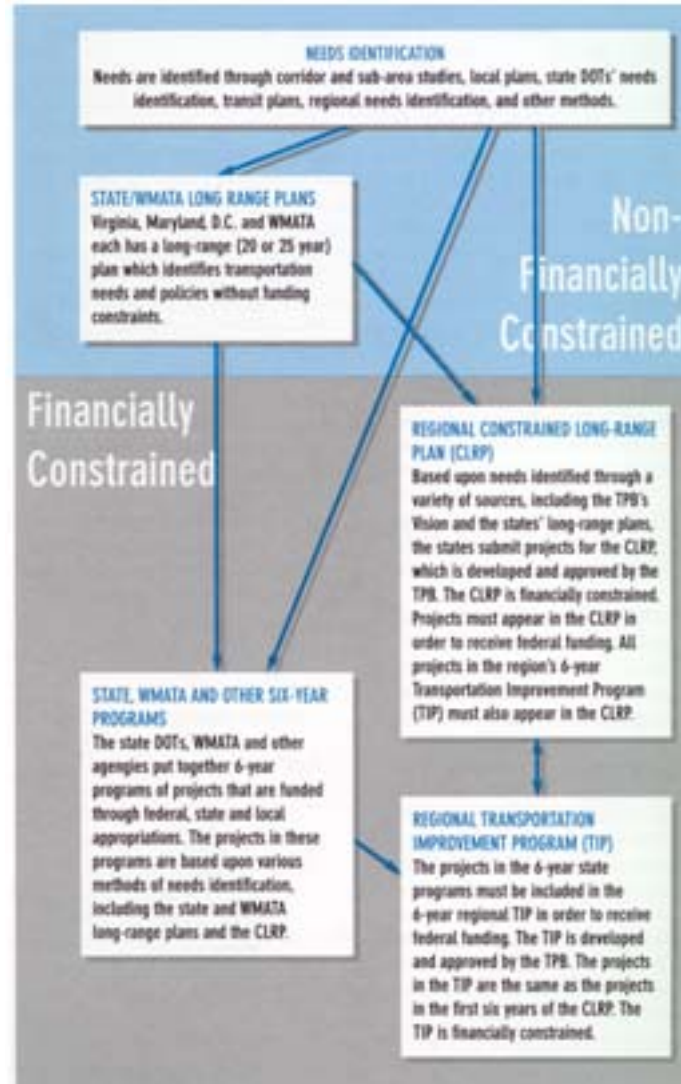 NEEDS IDENTIFICATION
Needs are identified through corridor and sub-area studies, local plans, state DOTs' needs
identification, transit plans, regional needs identification, and other methods.
STATE/WMATA LONG RANGE PLANS
Virginia, Maryland, D.C. and WMATA
each has a long-range (20 or 25 year)
plan which identifies transportation
needs and policies without funding
constraints.
Non-
Financially
Constrained
Financially
Constrained
REGIONAL CONSTRAINED LONG-RANGE
PLAN (CLRP)
Based upon needs identified through a
variety of sources, including the TPB's
Vision and the states' long-range plans,
the states submit projects for the CLRP,
which is developed and approved by the
TPB. The CLRP is financially constrained.
Projects must appear in the CLRP in
order to receive federal funding. All
projects in the region's 6-year
Transportation Improvement Program
(TIP) must also appear in the CLRP.
STATE, WMATA AND OTHER SIX-YEAR
PROGRAMS
The state DOTs, WMATA and other
agencies put together 6-year
programs of projects that are funded
through federal, state and local
appropriations. The projects in these
programs are based upon various
methods of needs identification,
including the state and WMATA
long-range plans and the CLRP.
REGIONAL TRANSPORTATION
IMPROVEMENT PROGRAM (TIP)
The projects in the 6-year state
programs must be included in the
6-year regional TIP in order to receive
federal funding. The TIP is developed
and approved by the TPB. The projects
in the TIP are the same as the projects
in the first six years of the CLRP. The
TIP is financially constrained.